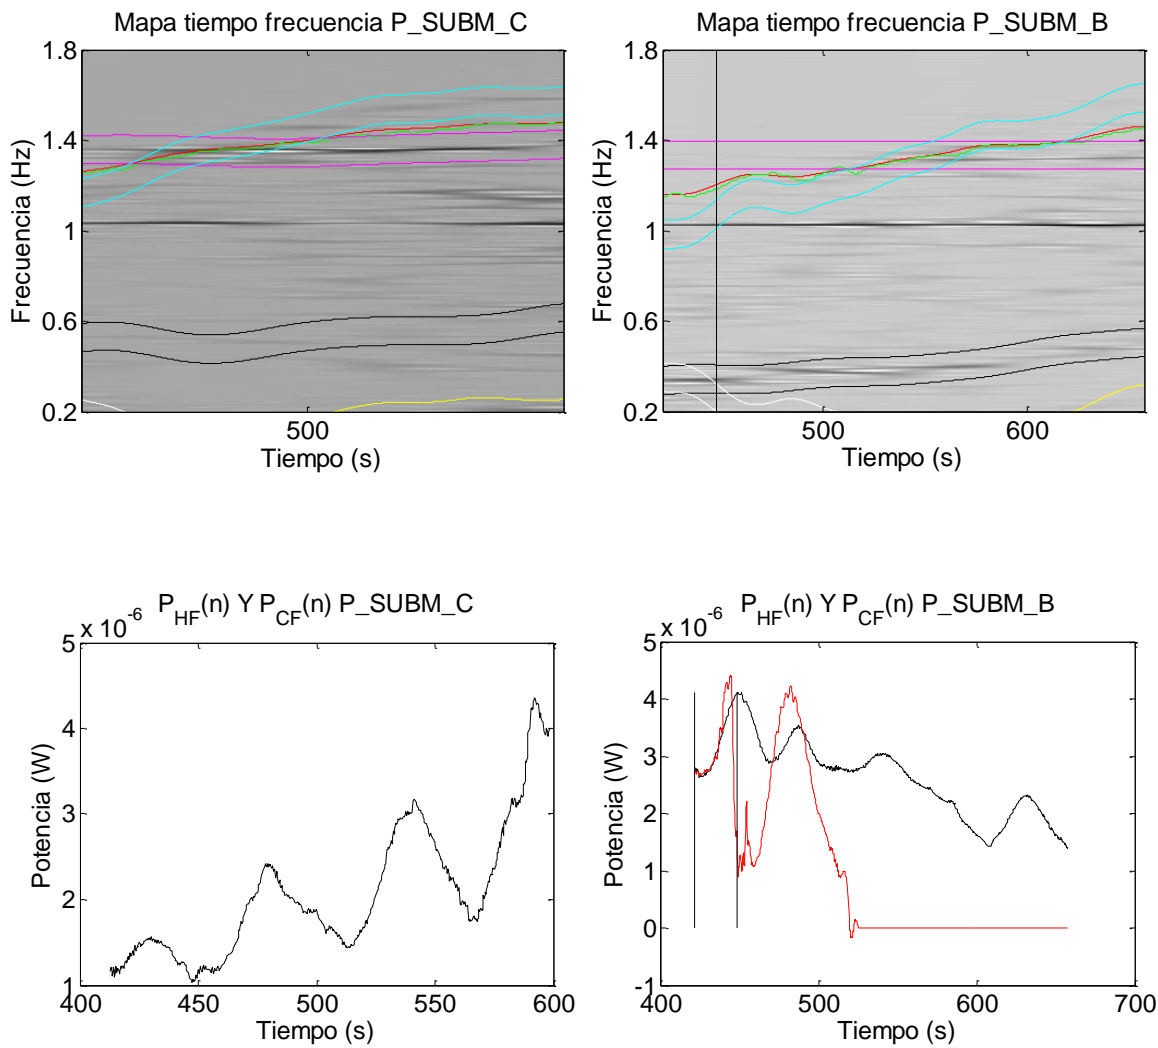 Mapa tiempo frecuencia P_SUBM_C
1.8
1.4
1
0.6
0.2
Frecuencia (Hz)
500
Tiempo (s)
Mapa tiempo frecuencia P_SUBM_B
1.8
1.4
1
0.6
0.2
Frecuencia (Hz)
500 600
Tiempo (s)
P_HF(n) Y P_CF(n) P_SUBM_C
x 10^-6
5
4
3
2
1
Potencia (W)
400 450 500 550 600
Tiempo (s)
P_HF(n) Y P_CF(n) P_SUBM_B
x 10^-6
5
4
3
2
1
0
-1
Potencia (W)
400 500 600 700
Tiempo (s)